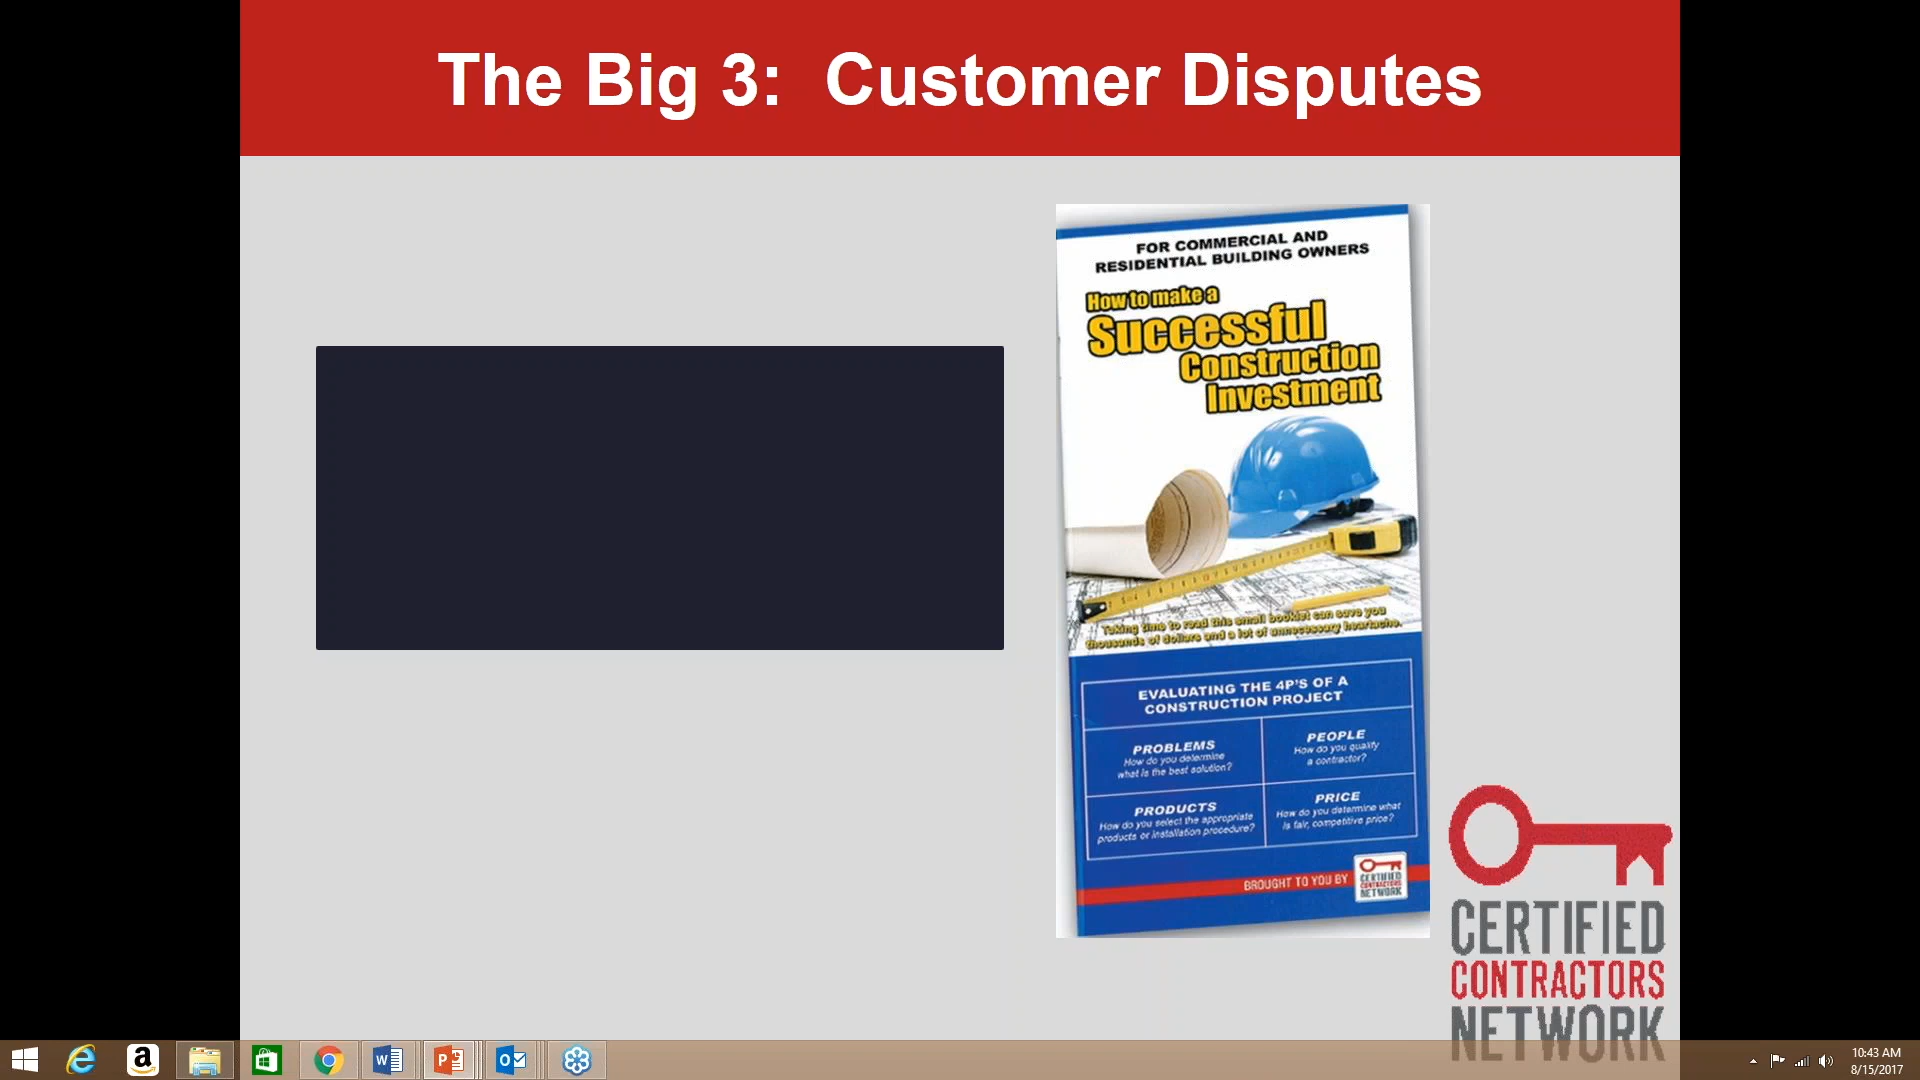 The Big 3:  Customer Disputes
FOR COMMERCIAL AND
RESIDENTIAL BUILDING OWNERS
How to make a
Successful
Construction
Investment
Taking time to read this small booklet can save you
thousands of dollars and a lot of unnecessary heartache.
EVALUATING THE 4P'S OF A
CONSTRUCTION PROJECT
PROBLEMS
How do you determine
what is the best solution?
PEOPLE
How do you qualify
a contractor?
PRODUCTS
How do you select the appropriate
products or installation procedure?
PRICE
How do you determine what
is fair, competitive price?
BROUGHT TO YOU BY
CERTIFIED
CONTRACTORS
NETWORK
CERTIFIED
CONTRACTORS
NETWORK
10:43 AM
8/15/2017